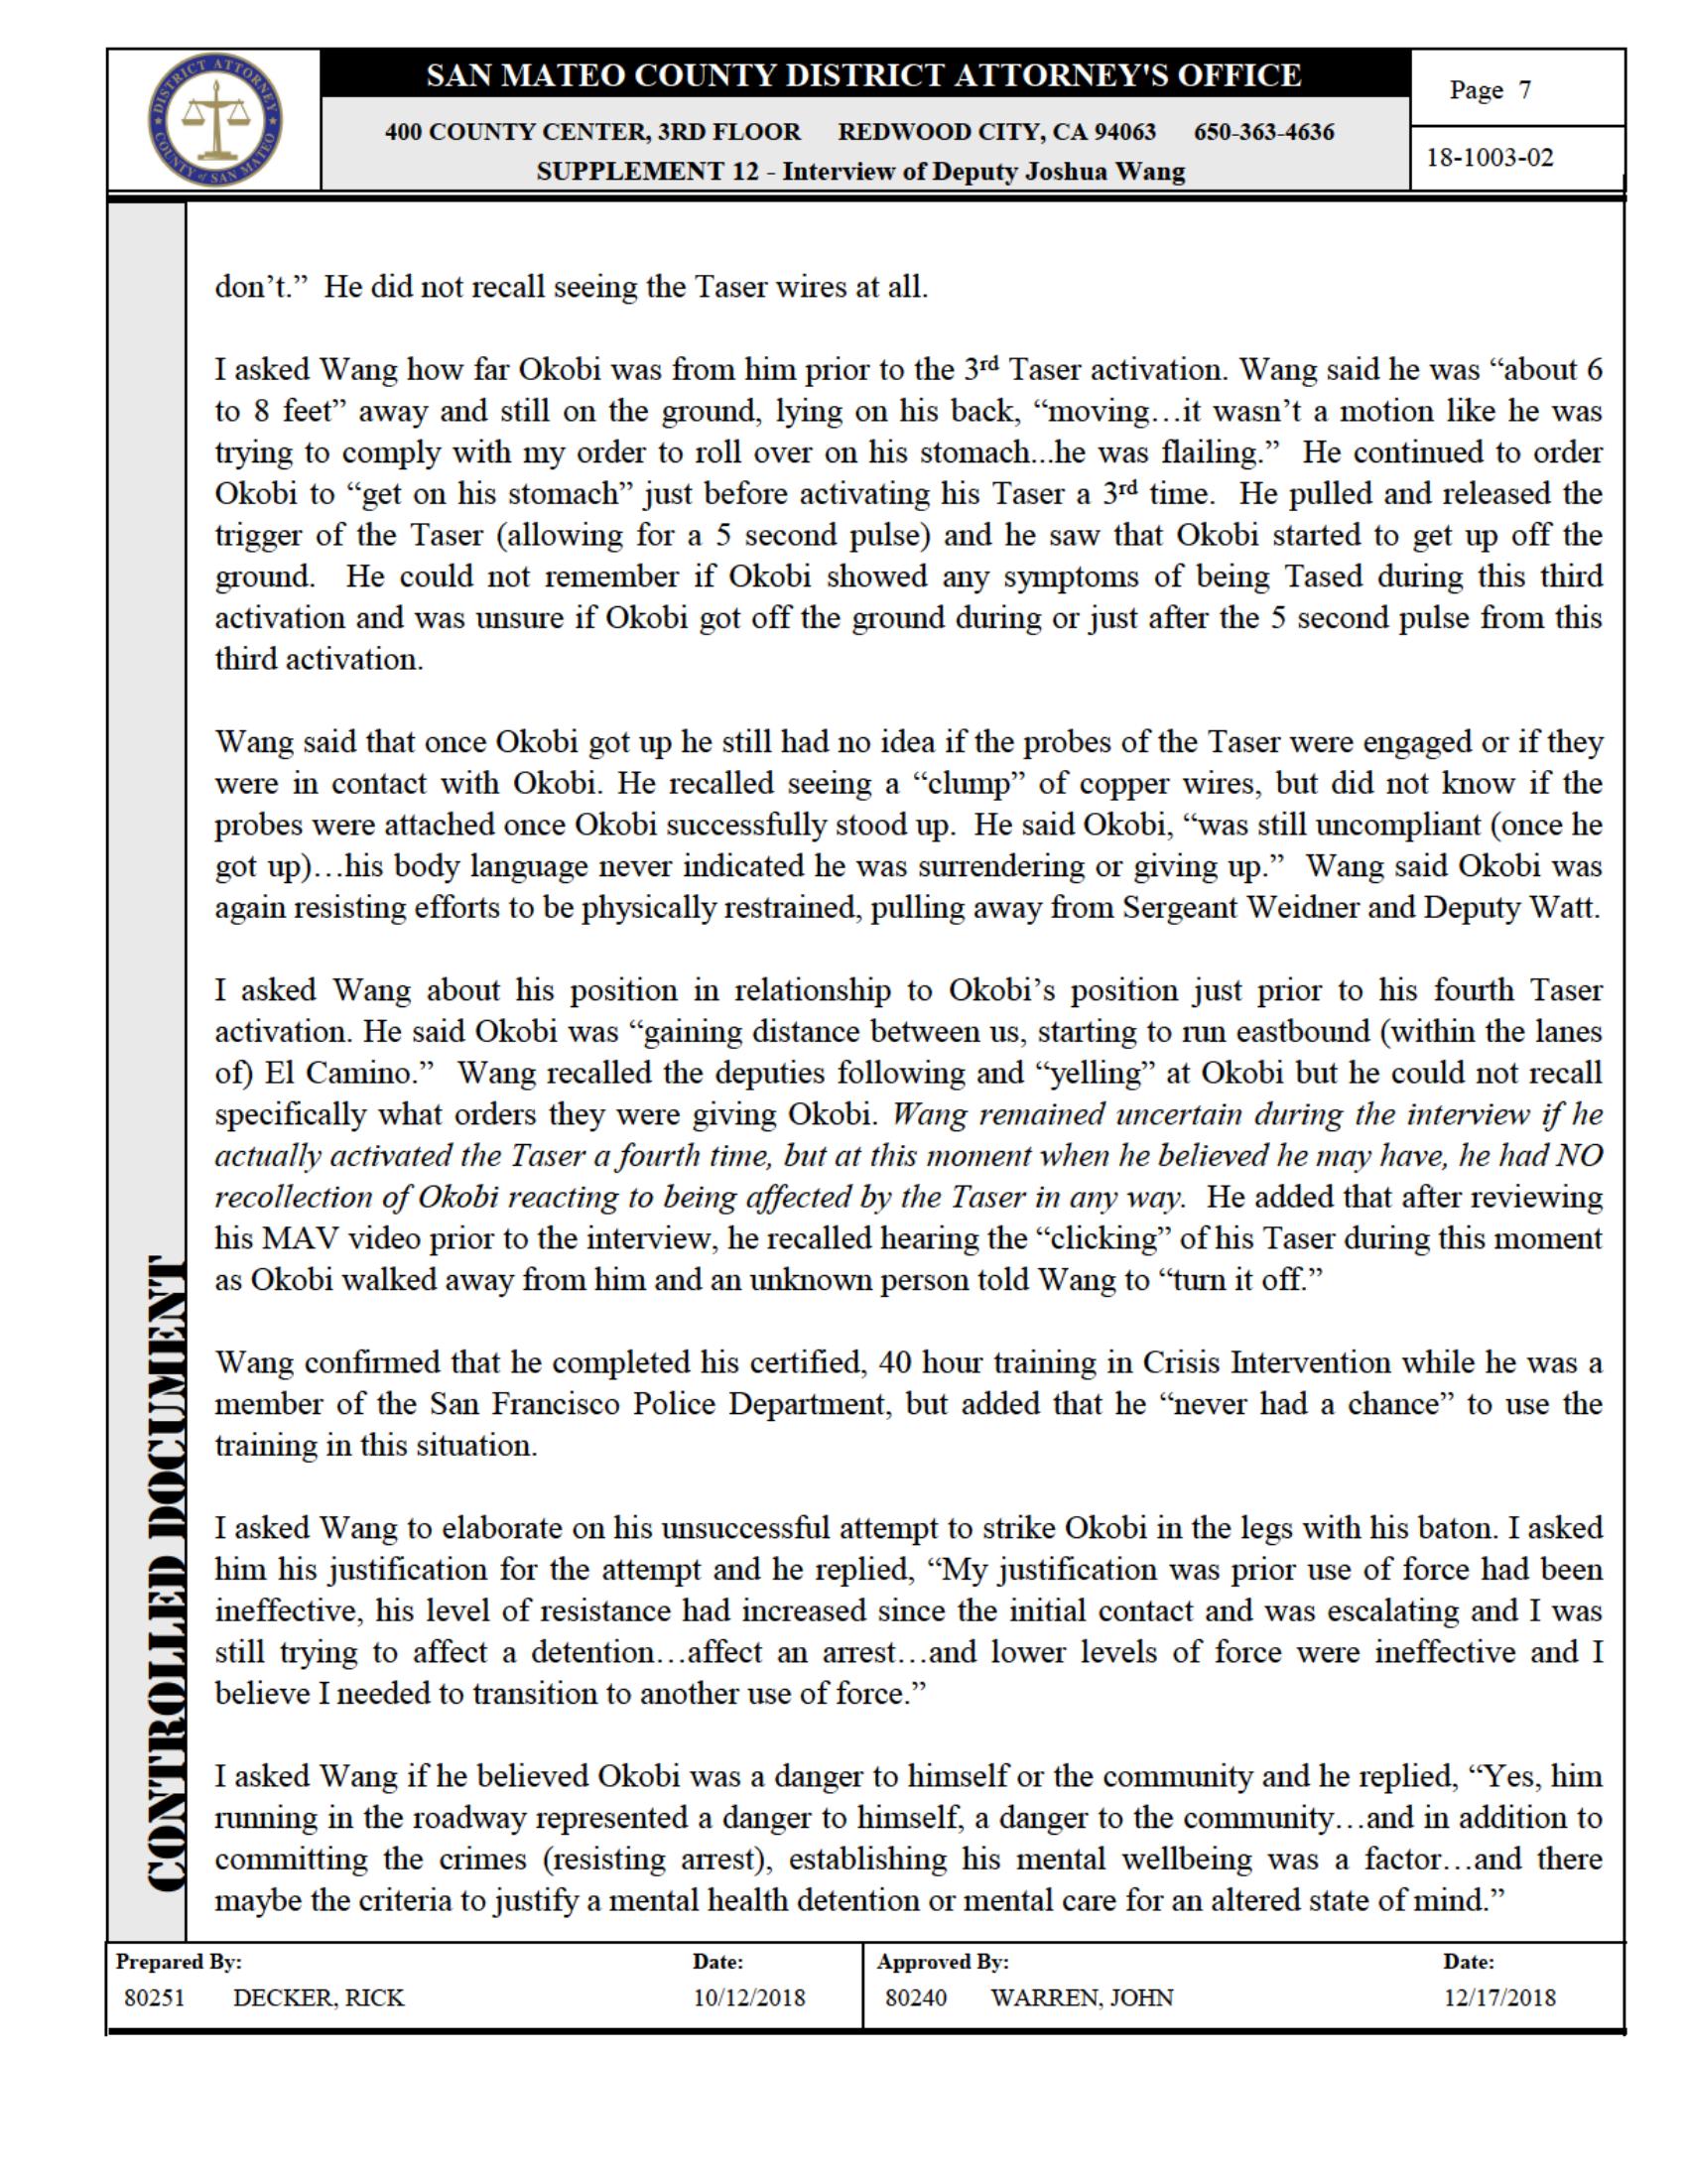 DISTRICT ATTORNEY
COUNTY of SAN MATEO
SAN MATEO COUNTY DISTRICT ATTORNEY'S OFFICE
400 COUNTY CENTER, 3RD FLOOR REDWOOD CITY, CA 94063 650-363-4636
SUPPLEMENT 12 - Interview of Deputy Joshua Wang
Page 7
18-1003-02
don’t.” He did not recall seeing the Taser wires at all.
I asked Wang how far Okobi was from him prior to the 3rd Taser activation. Wang said he was “about 6
to 8 feet” away and still on the ground, lying on his back, “moving…it wasn’t a motion like he was
trying to comply with my order to roll over on his stomach...he was flailing.” He continued to order
Okobi to “get on his stomach” just before activating his Taser a 3rd time. He pulled and released the
trigger of the Taser (allowing for a 5 second pulse) and he saw that Okobi started to get up off the
ground. He could not remember if Okobi showed any symptoms of being Tased during this third
activation and was unsure if Okobi got off the ground during or just after the 5 second pulse from this
third activation.
Wang said that once Okobi got up he still had no idea if the probes of the Taser were engaged or if they
were in contact with Okobi. He recalled seeing a “clump” of copper wires, but did not know if the
probes were attached once Okobi successfully stood up. He said Okobi, “was still uncompliant (once he
got up)…his body language never indicated he was surrendering or giving up.” Wang said Okobi was
again resisting efforts to be physically restrained, pulling away from Sergeant Weidner and Deputy Watt.
I asked Wang about his position in relationship to Okobi’s position just prior to his fourth Taser
activation. He said Okobi was “gaining distance between us, starting to run eastbound (within the lanes
of) El Camino.” Wang recalled the deputies following and “yelling” at Okobi but he could not recall
specifically what orders they were giving Okobi. Wang remained uncertain during the interview if he
actually activated the Taser a fourth time, but at this moment when he believed he may have, he had NO
recollection of Okobi reacting to being affected by the Taser in any way. He added that after reviewing
his MAV video prior to the interview, he recalled hearing the “clicking” of his Taser during this moment
as Okobi walked away from him and an unknown person told Wang to “turn it off.”
Wang confirmed that he completed his certified, 40 hour training in Crisis Intervention while he was a
member of the San Francisco Police Department, but added that he “never had a chance” to use the
training in this situation.
I asked Wang to elaborate on his unsuccessful attempt to strike Okobi in the legs with his baton. I asked
him his justification for the attempt and he replied, “My justification was prior use of force had been
ineffective, his level of resistance had increased since the initial contact and was escalating and I was
still trying to affect a detention…affect an arrest…and lower levels of force were ineffective and I
believe I needed to transition to another use of force.”
I asked Wang if he believed Okobi was a danger to himself or the community and he replied, “Yes, him
running in the roadway represented a danger to himself, a danger to the community…and in addition to
committing the crimes (resisting arrest), establishing his mental wellbeing was a factor…and there
maybe the criteria to justify a mental health detention or mental care for an altered state of mind.”
CONTROLLED DOCUMENT
Prepared By: Date: Approved By: Date:
80251 DECKER, RICK 10/12/2018 80240 WARREN, JOHN 12/17/2018